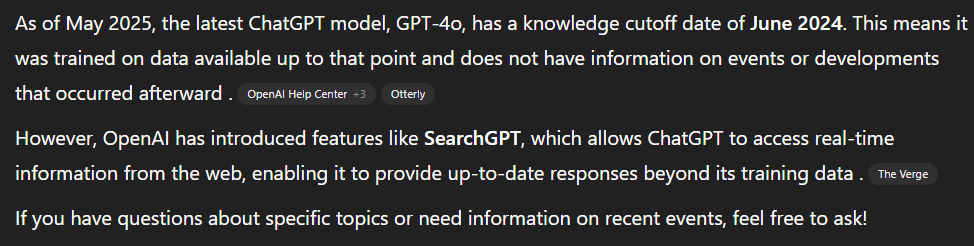 As of May 2025, the latest ChatGPT model, GPT-4o, has a knowledge cutoff date of June 2024. This means it
was trained on data available up to that point and does not have information on events or developments
that occurred afterward . OpenAI Help Center +3 Otterly
However, OpenAI has introduced features like SearchGPT, which allows ChatGPT to access real-time
information from the web, enabling it to provide up-to-date responses beyond its training data . The Verge
If you have questions about specific topics or need information on recent events, feel free to ask!